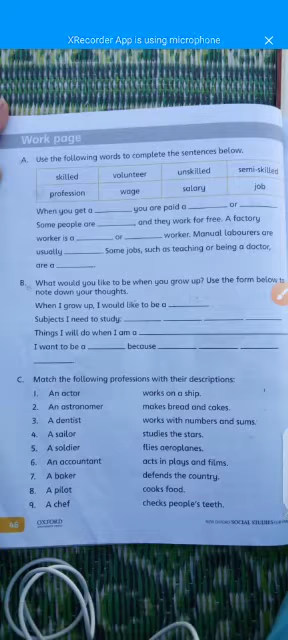 XRecorder App is using microphone
Work page
A. Use the following words to complete the sentences below.
skilled volunteer unskilled semi-skilled
profession wage salary job
When you get a ________ you are paid a ________ or ________.
Some people are ________ and they work for free. A factory
worker is a ________ or ________ worker. Manual labourers are
usually ________. Some jobs, such as teaching or being a doctor,
are a ________.
B. What would you like to be when you grow up? Use the form below to
note down your thoughts.
When I grow up, I would like to be a ________
Subjects I need to study: ________ ________ ________
Things I will do when I am a ________
I want to be a ________ because ________
________
C. Match the following professions with their descriptions:
1. An actor works on a ship.
2. An astronomer makes bread and cakes.
3. A dentist works with numbers and sums.
4. A sailor studies the stars.
5. A soldier flies aeroplanes.
6. An accountant acts in plays and films.
7. A baker defends the country.
8. A pilot cooks food.
9. A chef checks people's teeth.
46 OXFORD OXFORD SOCIAL STUDIES